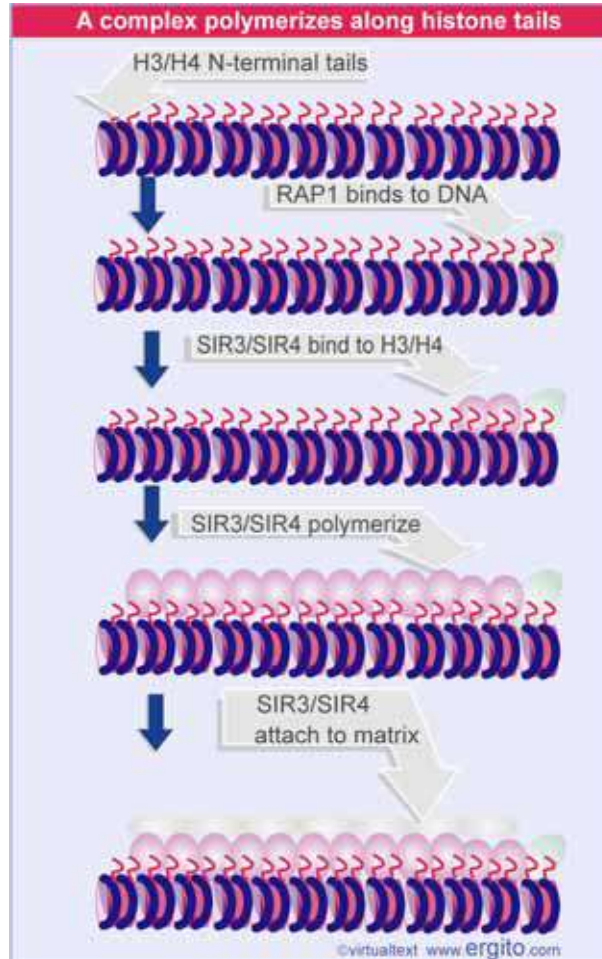 A complex polymerizes along histone tails
H3/H4 N-terminal tails
RAP1 binds to DNA
SIR3/SIR4 bind to H3/H4
SIR3/SIR4 polymerize
SIR3/SIR4
attach to matrix
©virtualtext www.ergito.com